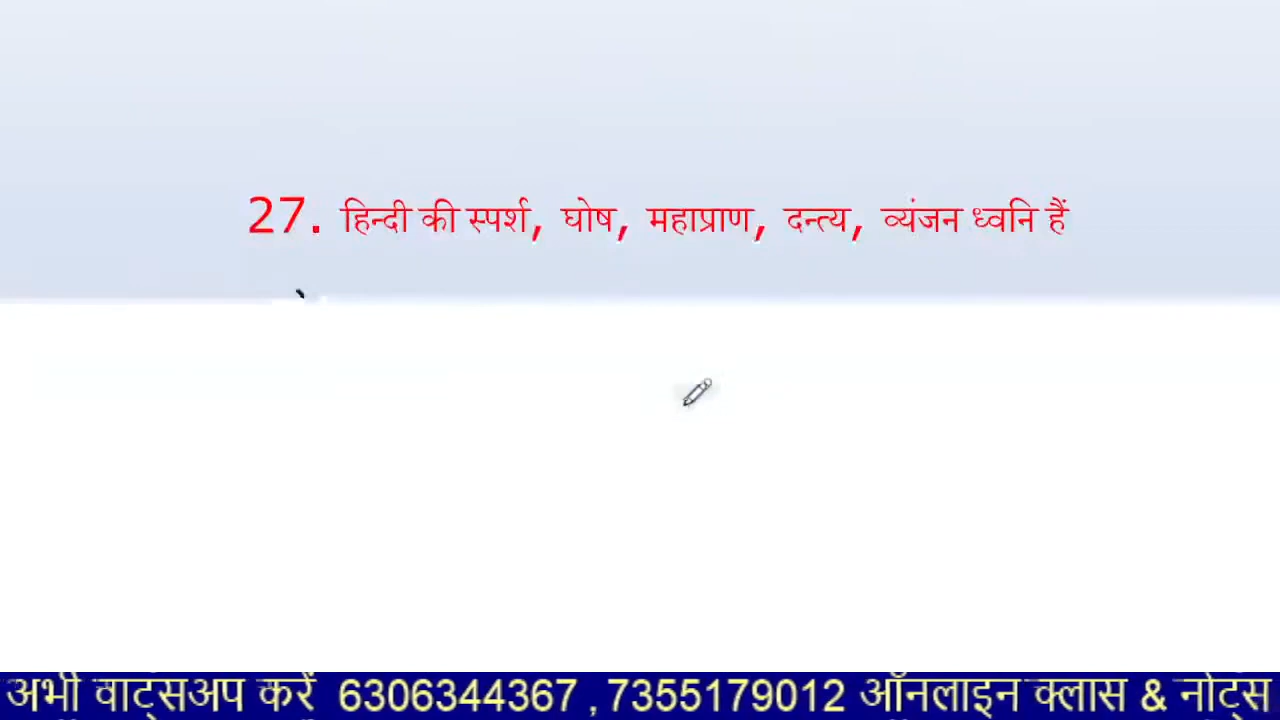 27. हिन्दी की स्पर्श, घोष, महाप्राण, दन्त्य, व्यंजन ध्वनि हैं
अभी वाट्सअप करें 6306344367 , 7355179012 ऑनलाइन क्लास & नोट्स